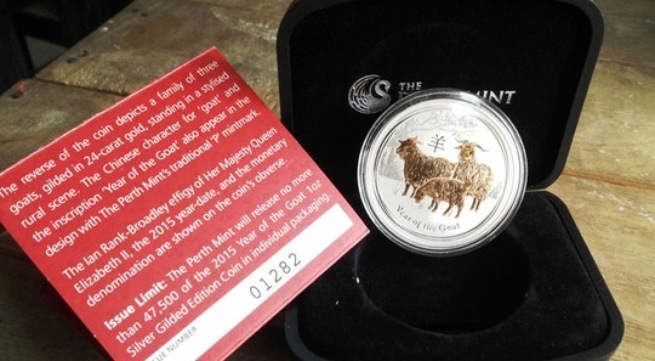 The reverse of the coin depicts a family of three
goats, gilded in 24-carat gold, standing in a stylised
rural scene. The Chinese character for 'goat' and
the inscription 'Year of the Goat' also appear in the
design with The Perth Mint's traditional 'P' mintmark.
The Ian Rank-Broadley effigy of Her Majesty Queen
Elizabeth II, the 2015 year-date and the monetary
denomination are shown on the coin's obverse.
Issue Limit: The Perth Mint will release no more
than 47,500 of the 2015 Year of the Goat 1oz
Silver Gilded Edition Coin in individual packaging.
01282
NUMBER
THE
MINT
羊
Year of the Goat